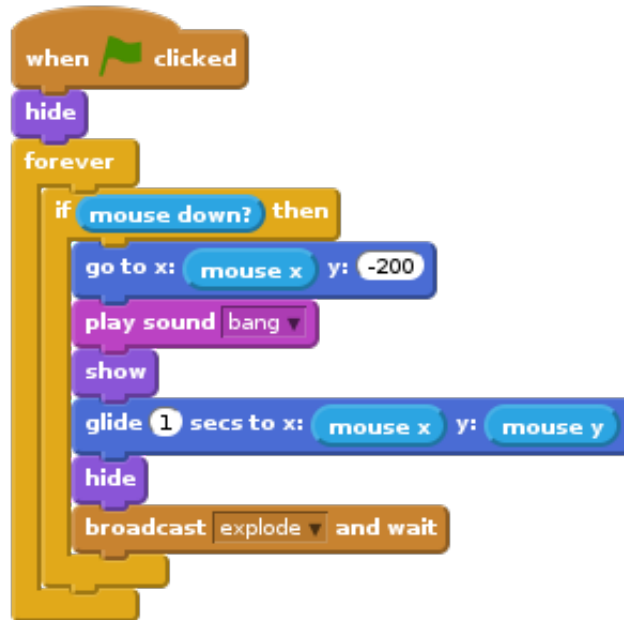 when clicked
hide
forever
if mouse down? then
go to x: mouse x y: -200
play sound bang
show
glide 1 secs to x: mouse x y: mouse y
hide
broadcast explode and wait